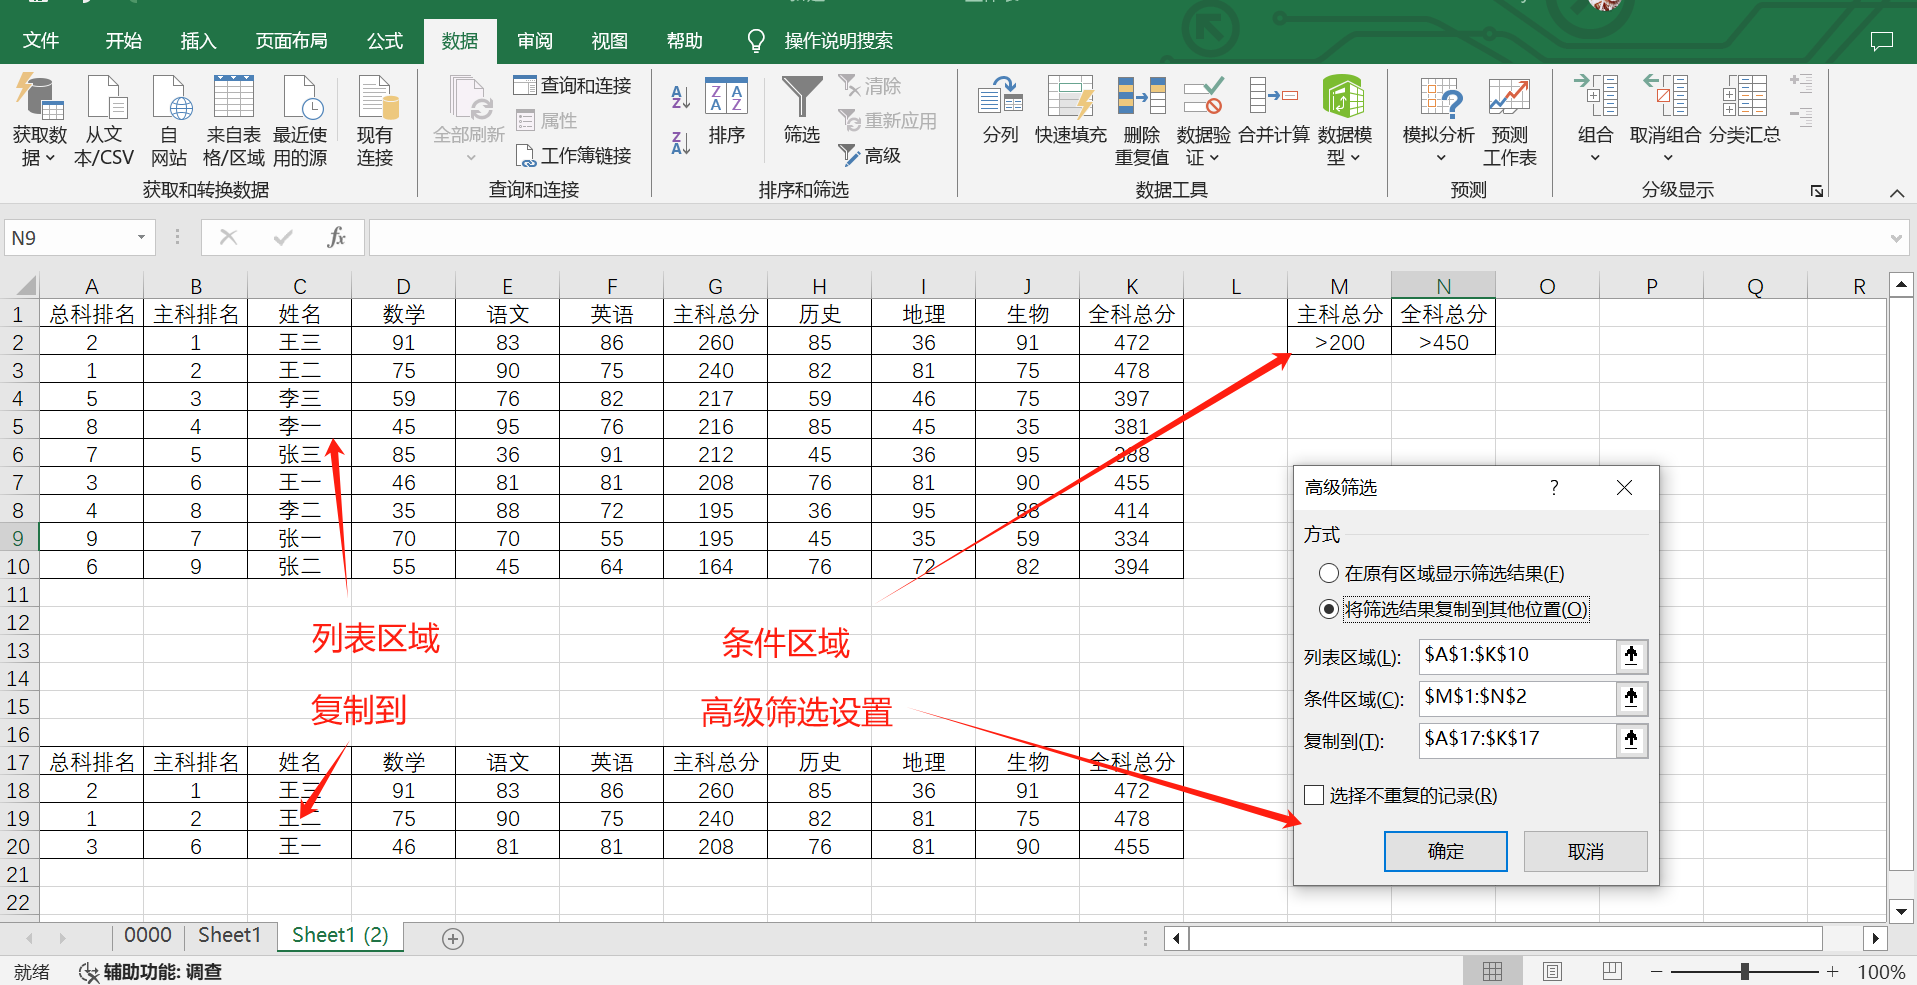 文件 开始 插入 页面布局 公式 数据 审阅 视图 帮助 操作说明搜索
获取数据 从文本/CSV 自网站 来自表格/区域 最近使用的源 现有连接
获取和转换数据
全部刷新 查询和连接 属性 工作簿链接
查询和连接
排序 筛选 清除 重新应用 高级
排序和筛选
分列 快速填充 删除重复值 数据验证 合并计算 数据模型
数据工具
模拟分析 预测工作表
预测
组合 取消组合 分类汇总
分级显示
N9 fx
A B C D E F G H I J K L M N O P Q R
1 总科排名 主科排名 姓名 数学 语文 英语 主科总分 历史 地理 生物 全科总分 主科总分 全科总分
2 2 1 王三 91 83 86 260 85 36 91 472 >200 >450
3 1 2 王二 75 90 75 240 82 81 75 478
4 5 3 李三 59 76 82 217 59 46 75 397
5 8 4 李一 45 95 76 216 85 45 35 381
6 7 5 张三 85 36 91 212 45 36 95 388
7 3 6 王一 46 81 81 208 76 81 90 455
8 4 8 李二 35 88 72 195 36 95 88 414
9 9 7 张一 70 70 55 195 45 35 59 334
10 6 9 张二 55 45 64 164 76 72 82 394
11
12
13
14
15
16
17 总科排名 主科排名 姓名 数学 语文 英语 主科总分 历史 地理 生物 全科总分
18 2 1 王三 91 83 86 260 85 36 91 472
19 1 2 王二 75 90 75 240 82 81 75 478
20 3 6 王一 46 81 81 208 76 81 90 455
21
22
列表区域
条件区域
复制到
高级筛选设置
高级筛选 ?
方式
在原有区域显示筛选结果(F)
将筛选结果复制到其他位置(O)
列表区域(L): $A$1:$K$10
条件区域(C): $M$1:$N$2
复制到(T): $A$17:$K$17
选择不重复的记录(R)
确定 取消
0000 Sheet1 Sheet1 (2)
就绪 辅助功能: 调查 100%